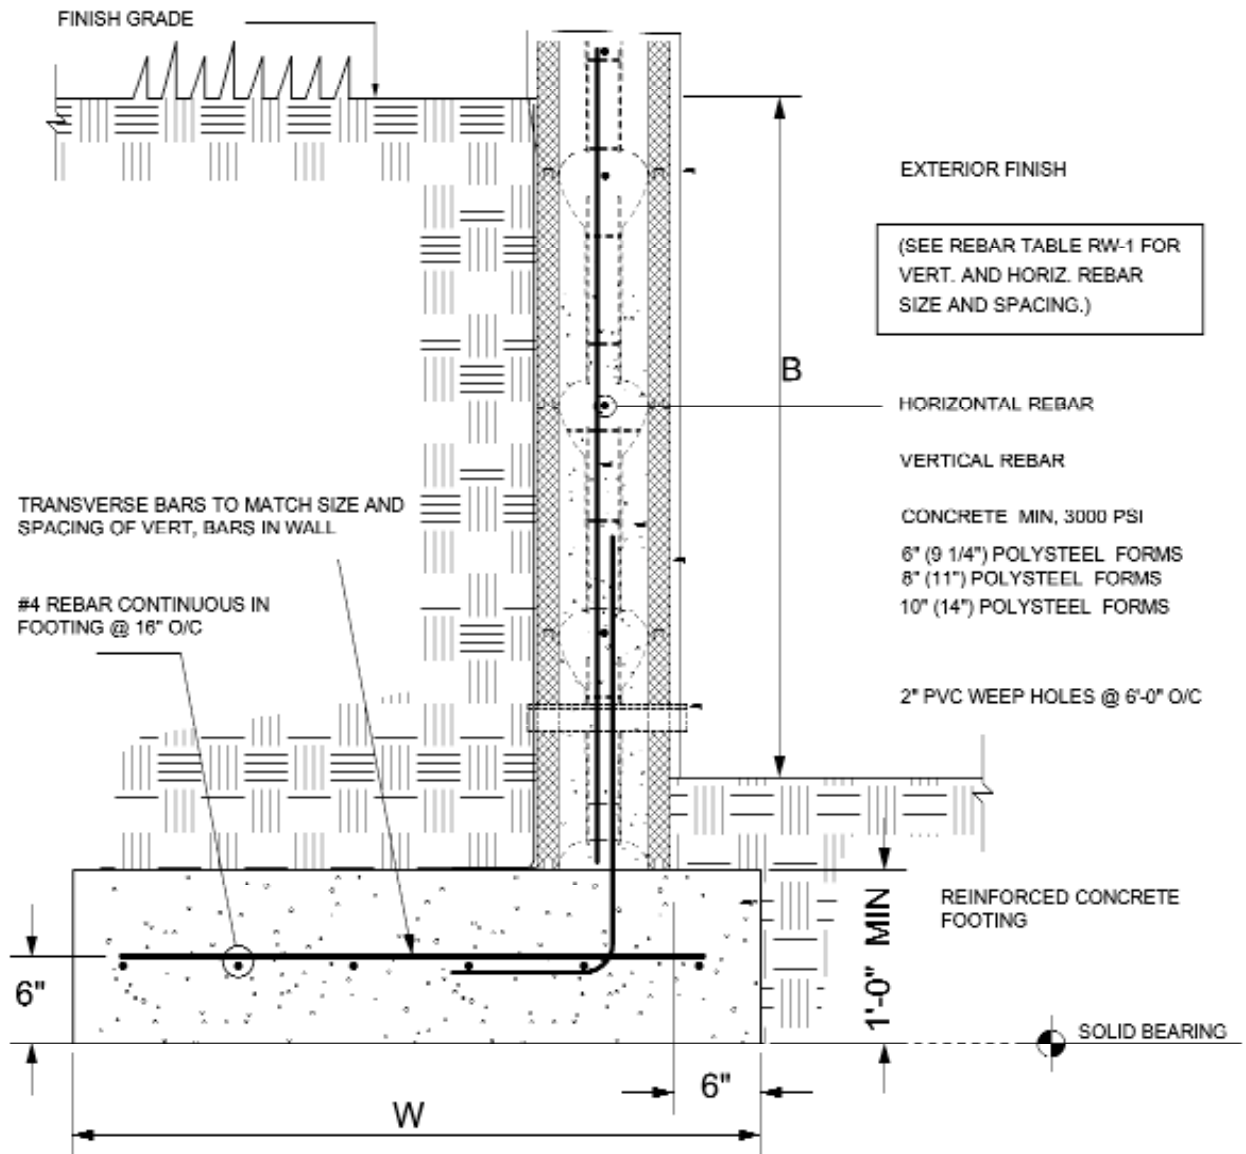 FINISH GRADE
EXTERIOR FINISH
(SEE REBAR TABLE RW-1 FOR
VERT. AND HORIZ. REBAR
SIZE AND SPACING.)
B
HORIZONTAL REBAR
VERTICAL REBAR
TRANSVERSE BARS TO MATCH SIZE AND
SPACING OF VERT, BARS IN WALL
CONCRETE MIN, 3000 PSI
6" (9 1/4") POLYSTEEL FORMS
8" (11") POLYSTEEL FORMS
10" (14") POLYSTEEL FORMS
#4 REBAR CONTINUOUS IN
FOOTING @ 16" O/C
2" PVC WEEP HOLES @ 6'-0" O/C
REINFORCED CONCRETE
FOOTING
1'-0" MIN
6"
SOLID BEARING
6"
W